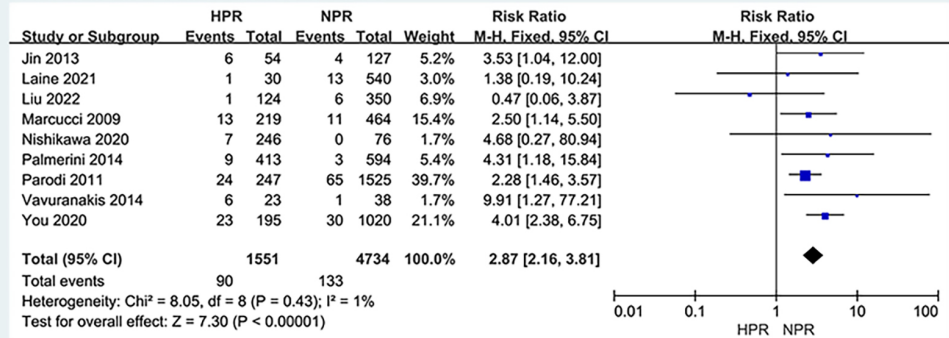 HPR NPR Risk Ratio Risk Ratio
Study or Subgroup Events Total Events Total Weight M-H, Fixed, 95% CI M-H, Fixed, 95% CI
Jin 2013 6 54 4 127 5.2% 3.53 [1.04, 12.00]
Laine 2021 1 30 13 540 3.0% 1.38 [0.19, 10.24]
Liu 2022 1 124 6 350 6.9% 0.47 [0.06, 3.87]
Marcucci 2009 13 219 11 464 15.4% 2.50 [1.14, 5.50]
Nishikawa 2020 7 246 0 76 1.7% 4.68 [0.27, 80.94]
Palmerini 2014 9 413 3 594 5.4% 4.31 [1.18, 15.84]
Parodi 2011 24 247 65 1525 39.7% 2.28 [1.46, 3.57]
Vavuranakis 2014 6 23 1 38 1.7% 9.91 [1.27, 77.21]
You 2020 23 195 30 1020 21.1% 4.01 [2.38, 6.75]
Total (95% CI) 1551 4734 100.0% 2.87 [2.16, 3.81]
Total events 90 133
Heterogeneity: Chi² = 8.05, df = 8 (P = 0.43); I² = 1%
Test for overall effect: Z = 7.30 (P < 0.00001)
0.01 0.1 1 10 100
HPR NPR